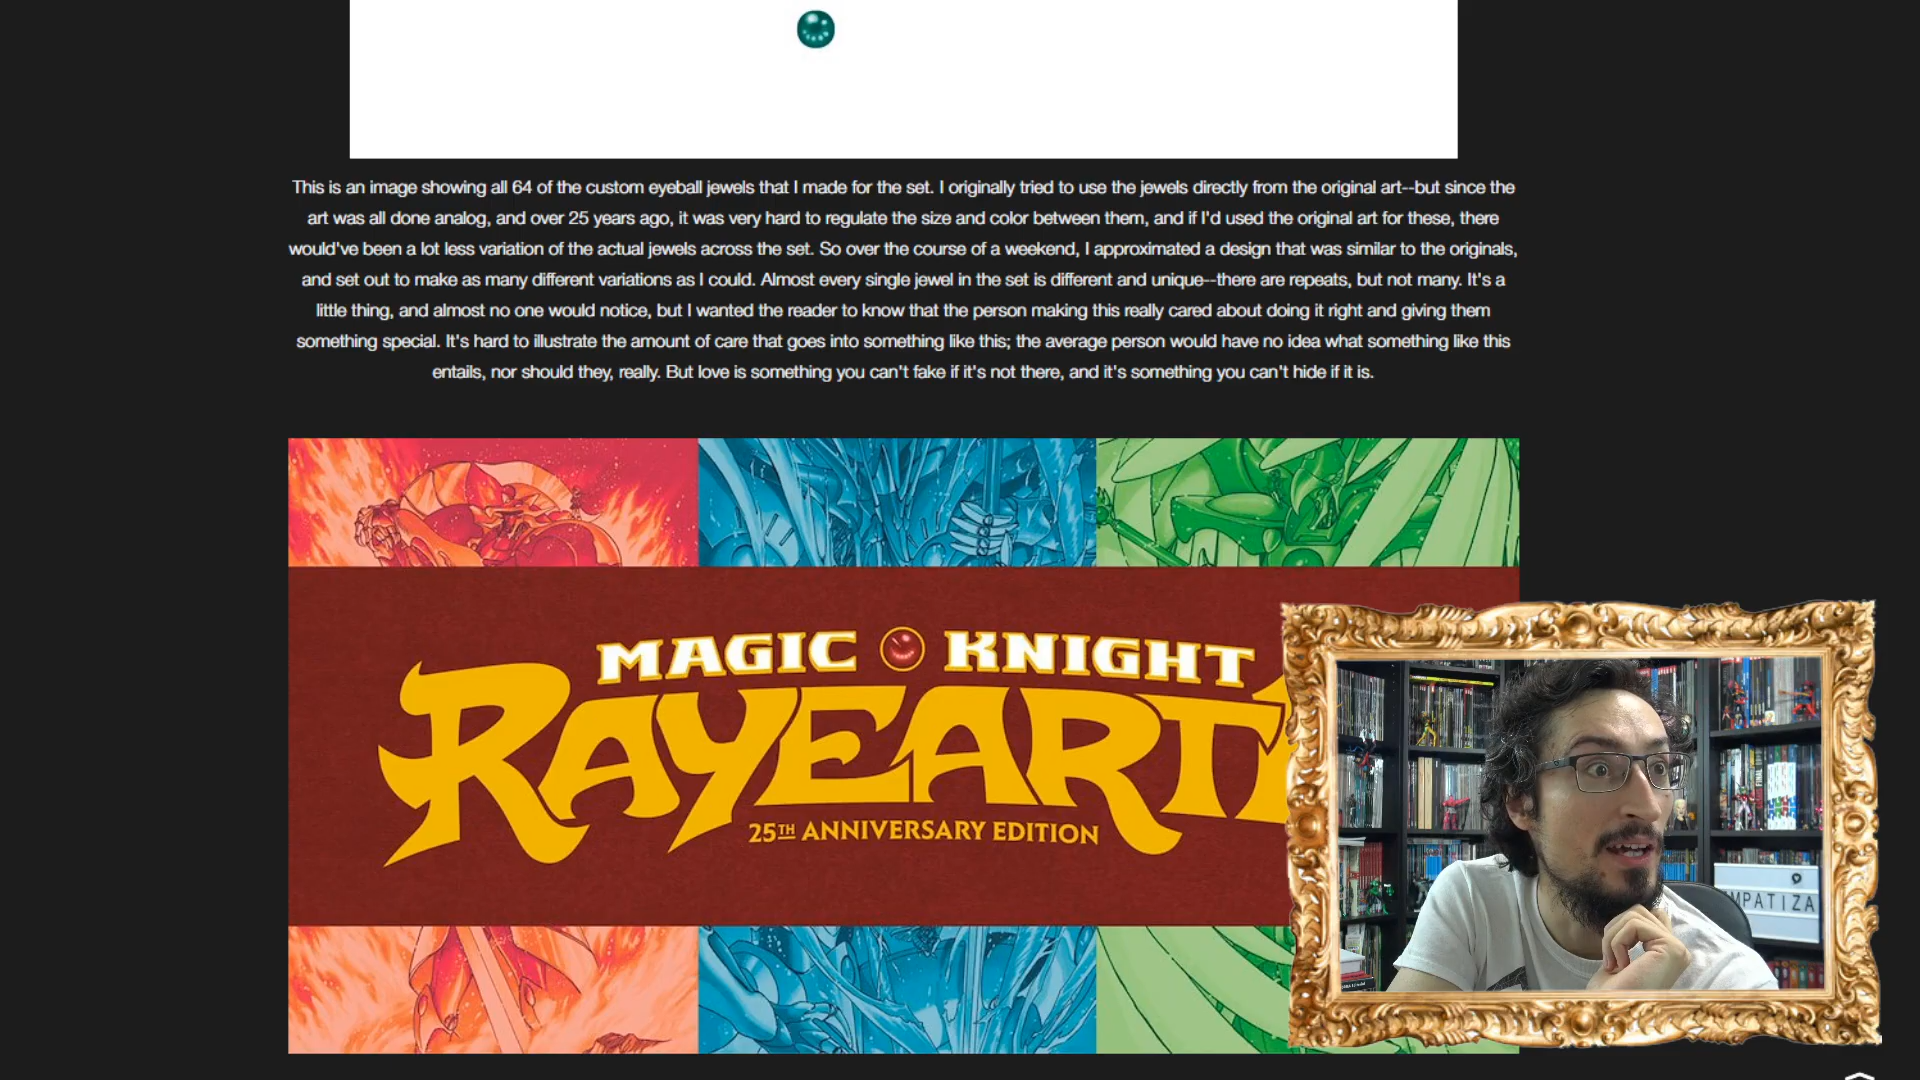 This is an image showing all 64 of the custom eyeball jewels that I made for the set. I originally tried to use the jewels directly from the original art--but since the
art was all done analog, and over 25 years ago, it was very hard to regulate the size and color between them, and if I'd used the original art for these, there
would've been a lot less variation of the actual jewels across the set. So over the course of a weekend, I approximated a design that was similar to the originals,
and set out to make as many different variations as I could. Almost every single jewel in the set is different and unique--there are repeats, but not many. It's a
little thing, and almost no one would notice, but I wanted the reader to know that the person making this really cared about doing it right and giving them
something special. It's hard to illustrate the amount of care that goes into something like this; the average person would have no idea what something like this
entails, nor should they, really. But love is something you can't fake if it's not there, and it's something you can't hide if it is.
MAGIC KNIGHT
RAYEART
25TH ANNIVERSARY EDITION
MPATIZA